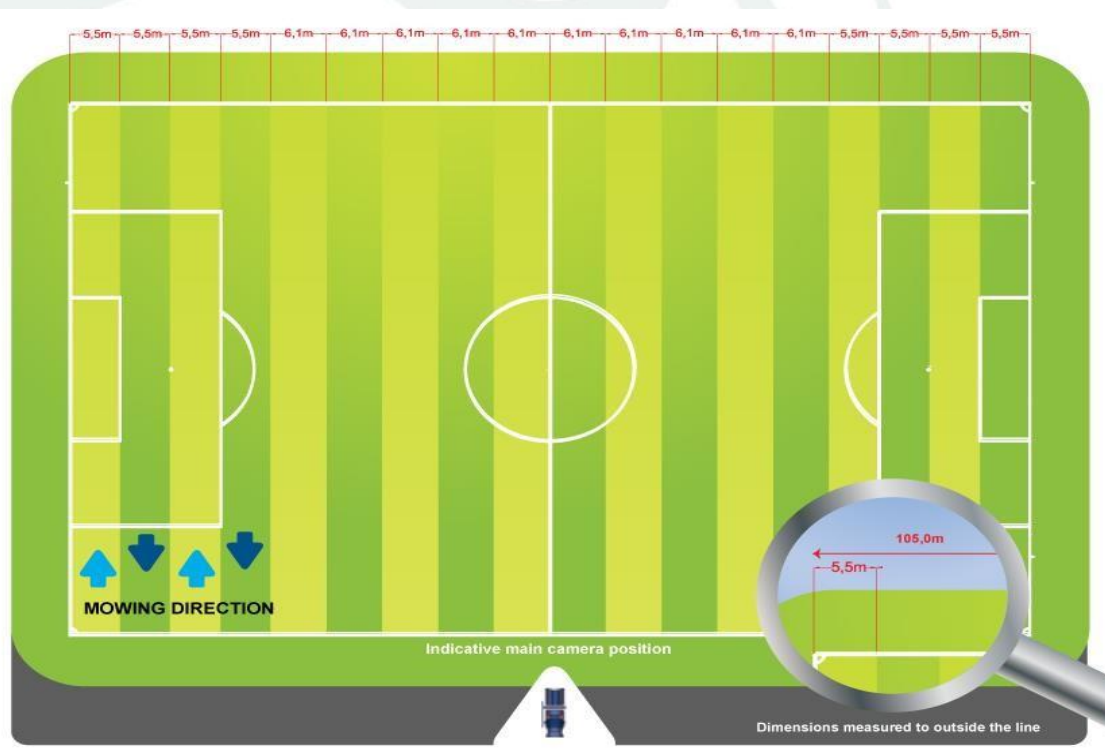 5,5m 5,5m 5,5m 5,5m 6,1m 6,1m 6,1m 6,1m 6,1m 6,1m 6,1m 6,1m 6,1m 6,1m 5,5m 5,5m 5,5m 5,5m
105,0m
5,5m
MOWING DIRECTION
Indicative main camera position
Dimensions measured to outside the line